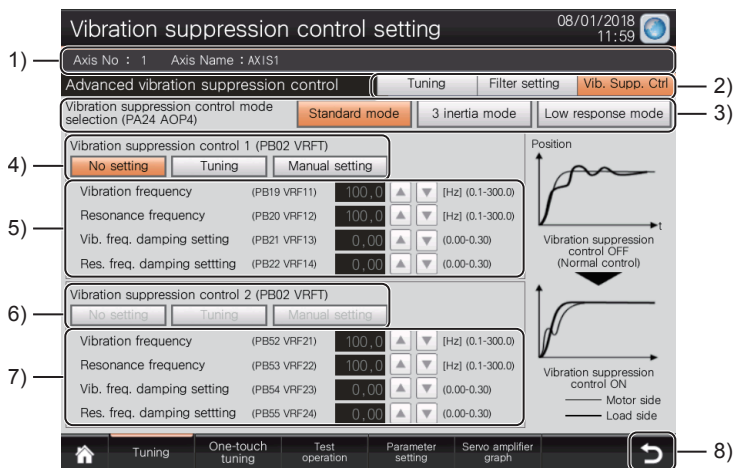 Vibration suppression control setting
08/01/2018
11:59
1)
Axis No : 1 Axis Name : AXIS1
Advanced vibration suppression control
Tuning
Filter setting
Vib. Supp. Ctrl
2)
Vibration suppression control mode
selection (PA24 AOP4)
Standard mode
3 inertia mode
Low response mode
3)
Vibration suppression control 1 (PB02 VRFT)
4)
No setting
Tuning
Manual setting
5)
Vibration frequency (PB19 VRF11) 100,0 ▲ ▼ [Hz] (0.1-300.0)
Resonance frequency (PB20 VRF12) 100,0 ▲ ▼ [Hz] (0.1-300.0)
Vib. freq. damping setting (PB21 VRF13) 0,00 ▲ ▼ (0.00-0.30)
Res. freq. damping settting (PB22 VRF14) 0,00 ▲ ▼ (0.00-0.30)
Vibration suppression control 2 (PB02 VRFT)
6)
No setting
Tuning
Manual setting
7)
Vibration frequency (PB52 VRF21) 100,0 ▲ ▼ [Hz] (0.1-300.0)
Resonance frequency (PB53 VRF22) 100,0 ▲ ▼ [Hz] (0.1-300.0)
Vib. freq. damping setting (PB54 VRF23) 0,00 ▲ ▼ (0.00-0.30)
Res. freq. damping settting (PB55 VRF24) 0,00 ▲ ▼ (0.00-0.30)
Position
t
Vibration suppression
control OFF
(Normal control)
Vibration suppression
control ON
Motor side
Load side
Tuning
One-touch
tuning
Test
operation
Parameter
setting
Servo amplifier
graph
8)